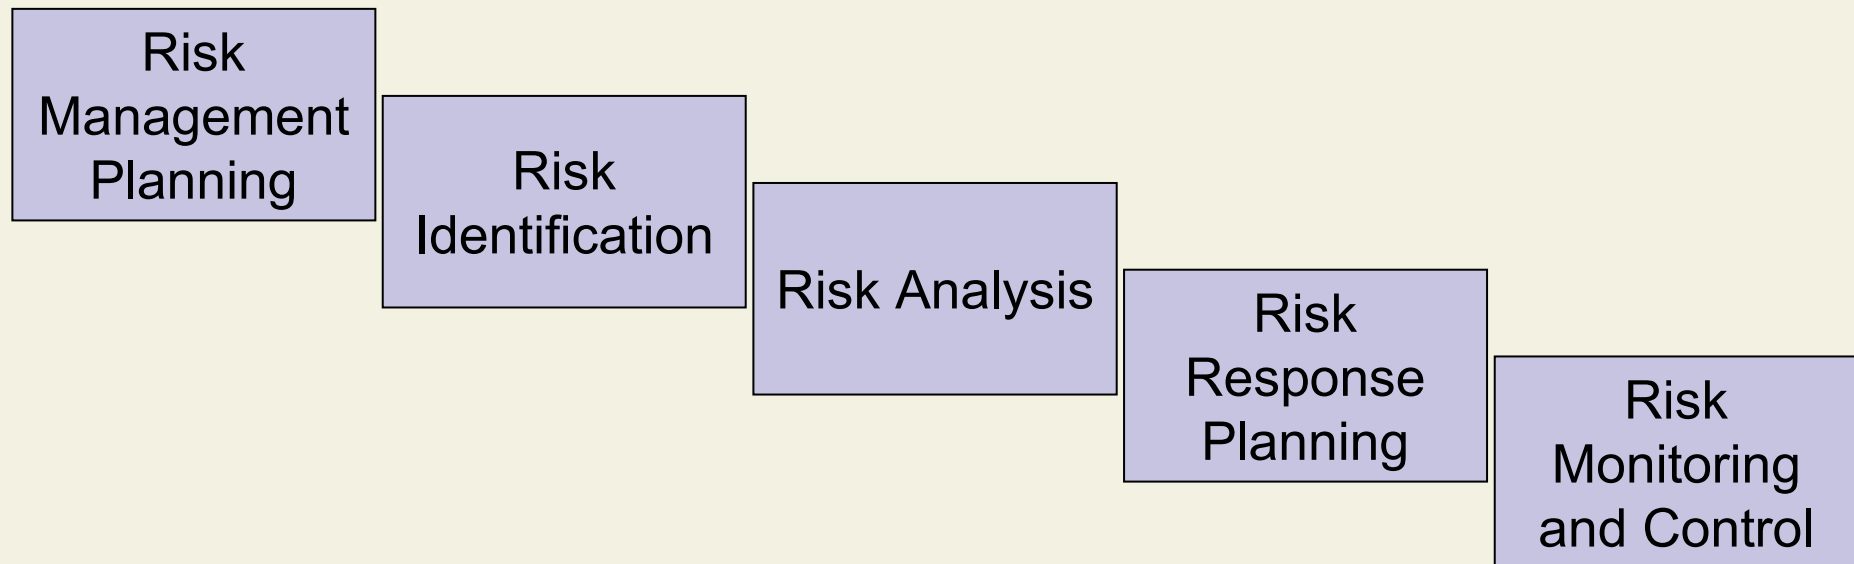 Risk
Management
Planning
Risk
Identification
Risk Analysis
Risk
Response
Planning
Risk
Monitoring
and Control